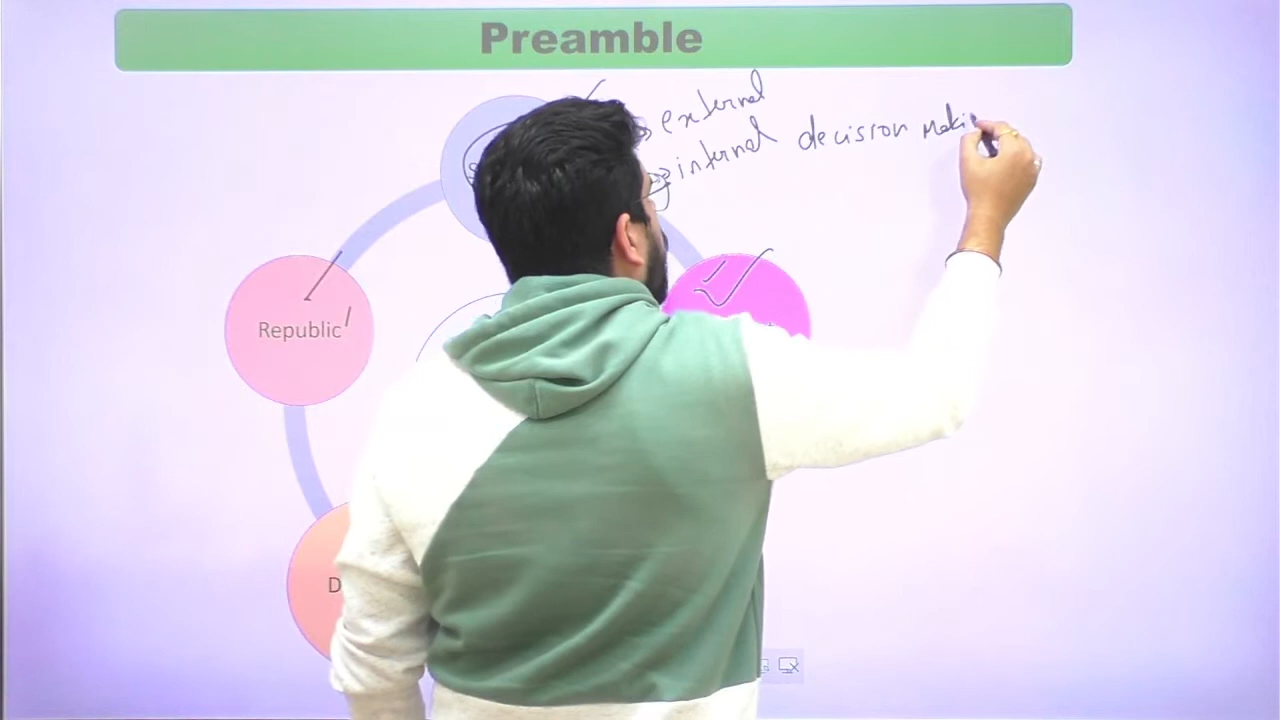 Preamble
external
internal decision Maki
Republic
D